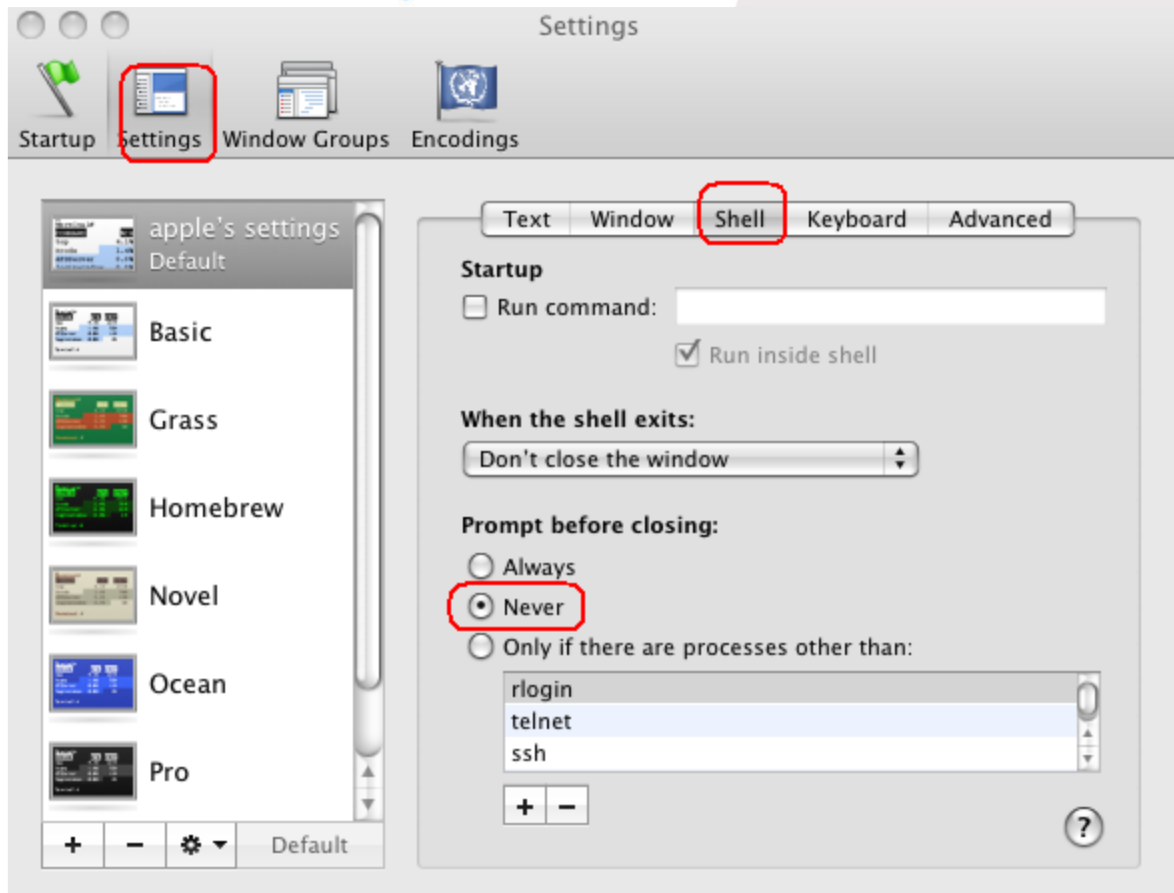 Settings
Startup Settings Window Groups Encodings
apple's settings
Default
Basic
Grass
Homebrew
Novel
Ocean
Pro
+ − Default
Text Window Shell Keyboard Advanced
Startup
Run command:
Run inside shell
When the shell exits:
Don't close the window
Prompt before closing:
Always
Never
Only if there are processes other than:
rlogin
telnet
ssh
+ −
?